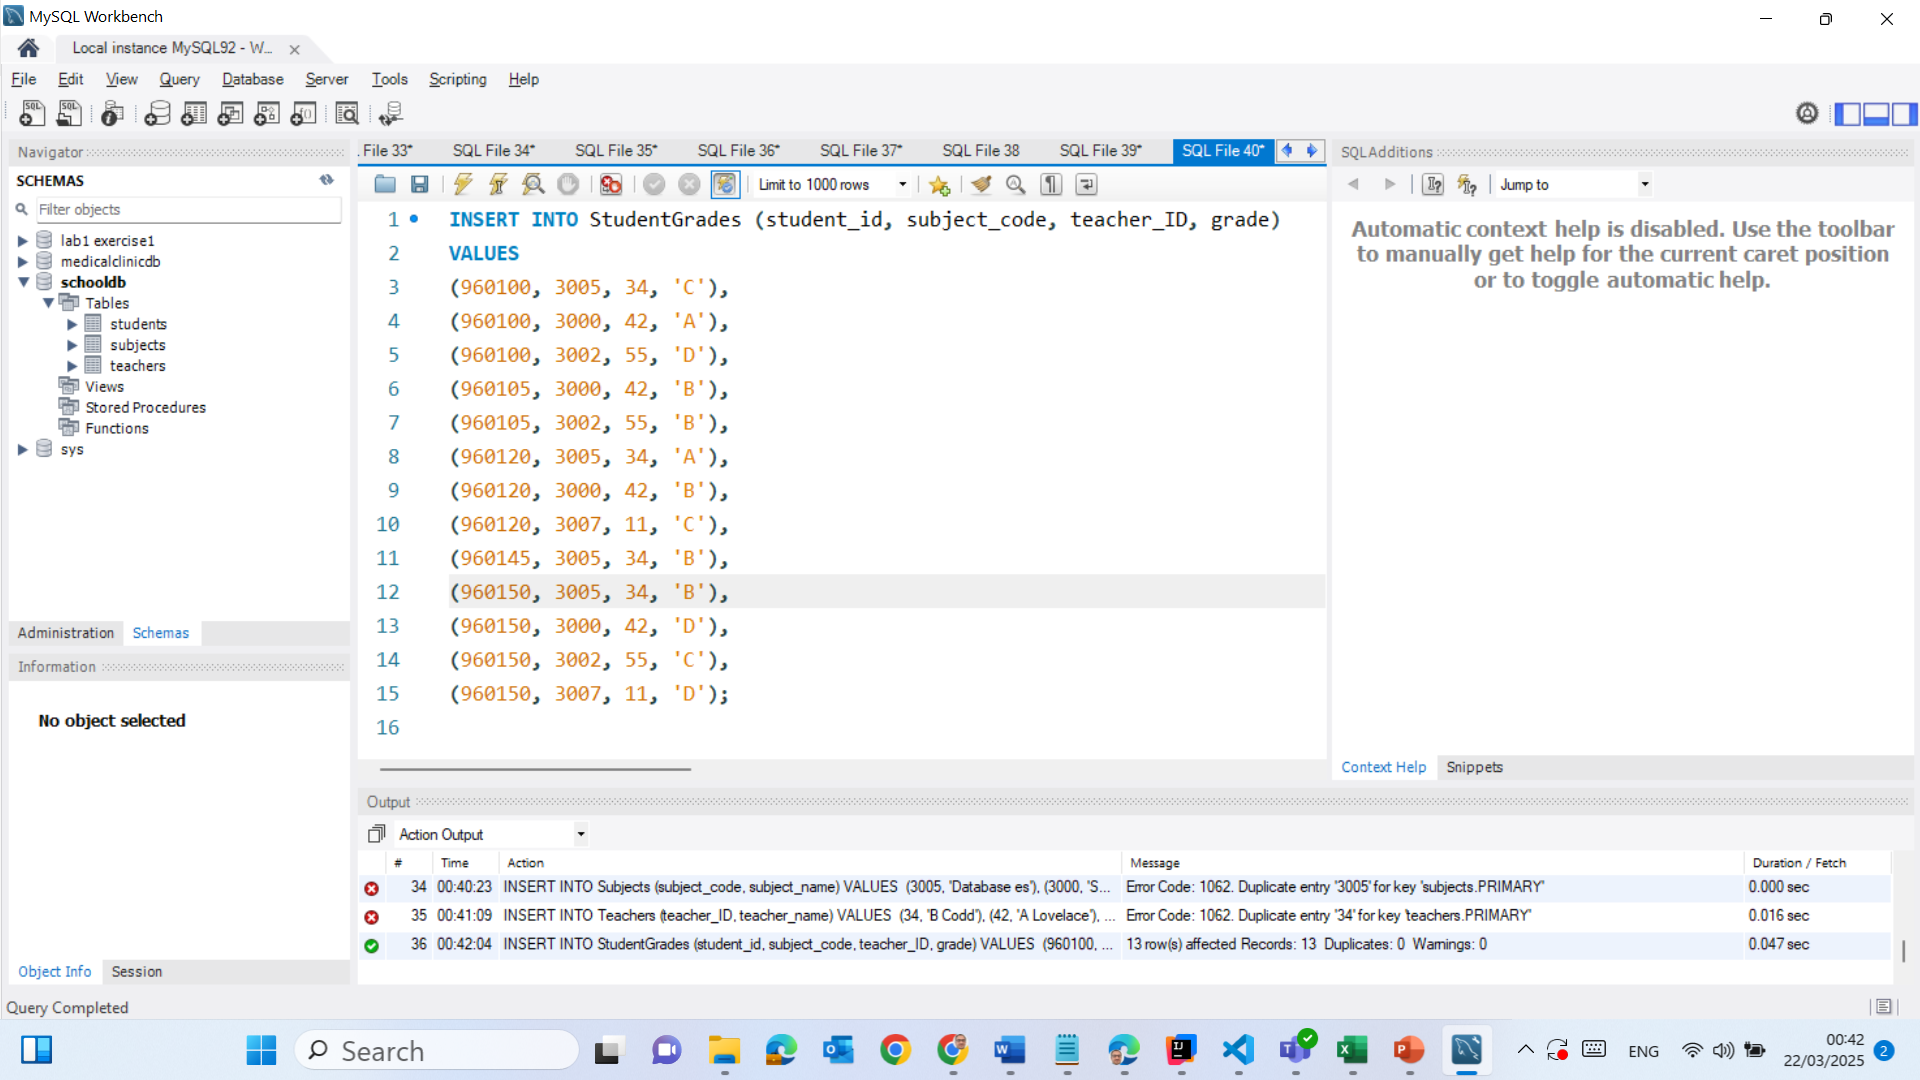 MySQL Workbench
Local instance MySQL92 - W...
File Edit View Query Database Server Tools Scripting Help
Navigator
SCHEMAS
Filter objects
lab1 exercise1
medicalclinicdb
schooldb
Tables
students
subjects
teachers
Views
Stored Procedures
Functions
sys
Administration Schemas
Information
No object selected
Object Info Session
. File 33* SQL File 34* SQL File 35* SQL File 36* SQL File 37* SQL File 38 SQL File 39* SQL File 40*
Limit to 1000 rows
1 INSERT INTO StudentGrades (student_id, subject_code, teacher_ID, grade)
2 VALUES
3 (960100, 3005, 34, 'C'),
4 (960100, 3000, 42, 'A'),
5 (960100, 3002, 55, 'D'),
6 (960105, 3000, 42, 'B'),
7 (960105, 3002, 55, 'B'),
8 (960120, 3005, 34, 'A'),
9 (960120, 3000, 42, 'B'),
10 (960120, 3007, 11, 'C'),
11 (960145, 3005, 34, 'B'),
12 (960150, 3005, 34, 'B'),
13 (960150, 3000, 42, 'D'),
14 (960150, 3002, 55, 'C'),
15 (960150, 3007, 11, 'D');
16
SQLAdditions
Jump to
Automatic context help is disabled. Use the toolbar
to manually get help for the current caret position
or to toggle automatic help.
Context Help Snippets
Output
Action Output
# Time Action Message Duration / Fetch
34 00:40:23 INSERT INTO Subjects (subject_code, subject_name) VALUES (3005, 'Database es'), (3000, 'S... Error Code: 1062. Duplicate entry '3005' for key 'subjects.PRIMARY' 0.000 sec
35 00:41:09 INSERT INTO Teachers (teacher_ID, teacher_name) VALUES (34, 'B Codd'), (42, 'A Lovelace'), ... Error Code: 1062. Duplicate entry '34' for key 'teachers.PRIMARY' 0.016 sec
36 00:42:04 INSERT INTO StudentGrades (student_id, subject_code, teacher_ID, grade) VALUES (960100, ... 13 row(s) affected Records: 13 Duplicates: 0 Warnings: 0 0.047 sec
Query Completed
Search
ENG
00:42
22/03/2025
2